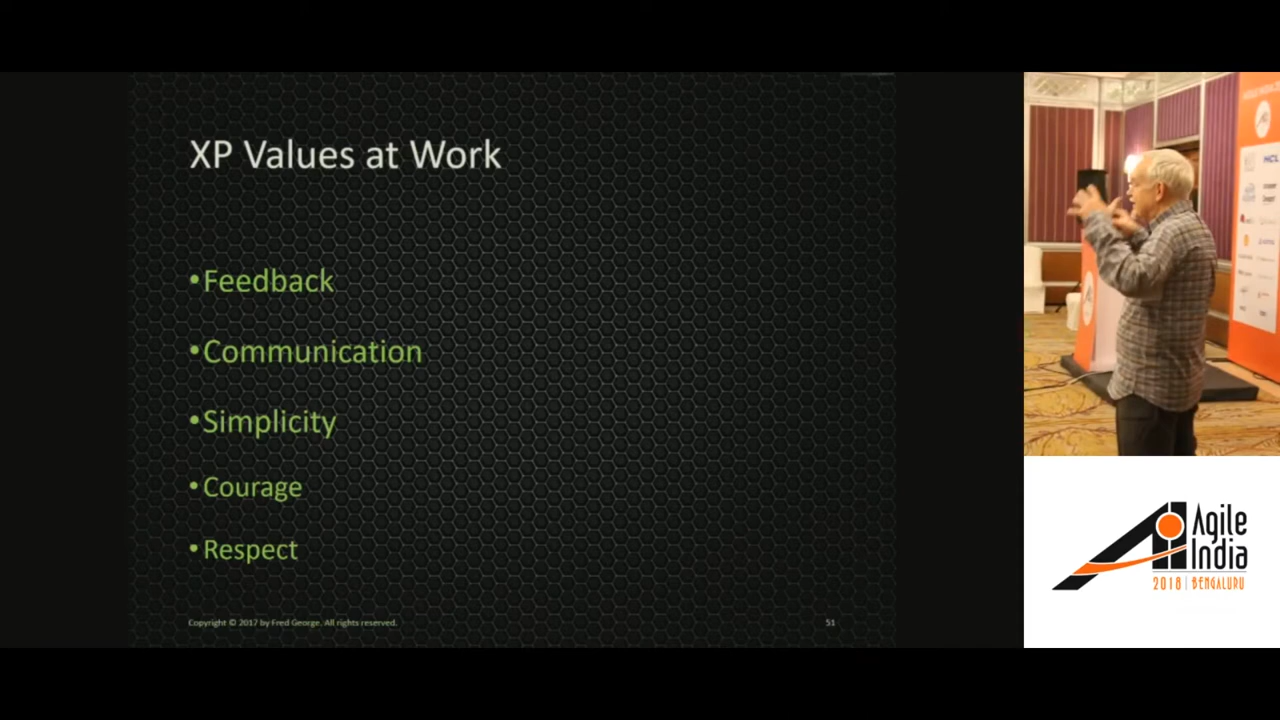 XP Values at Work
•Feedback
•Communication
•Simplicity
•Courage
•Respect
Copyright © 2017 by Fred George. All rights reserved.
51
HCL
Agile
India
2018 | BENGALURU